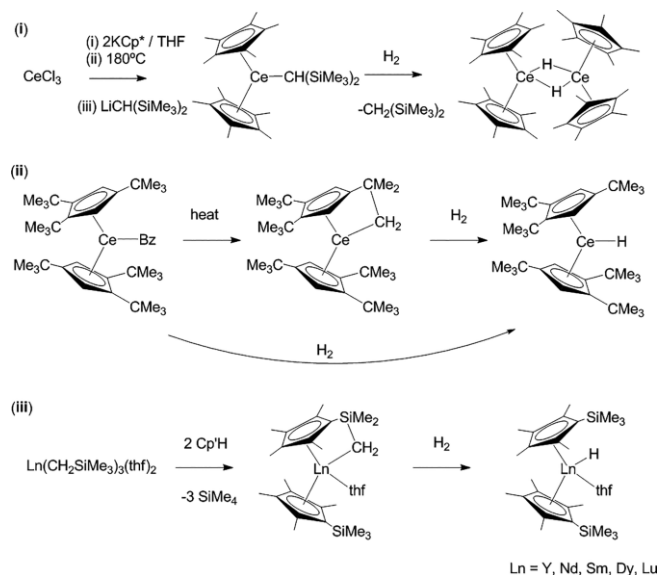 (i)
(i) 2KCp* / THF
(ii) 180ºC
CeCl3
(iii) LiCH(SiMe3)2
Ce
CH(SiMe3)2
H2
-CH2(SiMe3)2
Ce
H
Ce
H
(ii)
Me3C
CMe3
Me3C
Ce
Bz
Me3C
CMe3
CMe3
heat
Me3C
CMe2
Me3C
CH2
Ce
Me3C
CMe3
CMe3
H2
Me3C
CMe3
Me3C
Ce
H
Me3C
CMe3
CMe3
H2
(iii)
Ln(CH2SiMe3)3(thf)2
2 Cp'H
-3 SiMe4
SiMe2
CH2
Ln
thf
SiMe3
H2
SiMe3
H
Ln
thf
SiMe3
Ln = Y, Nd, Sm, Dy, Lu